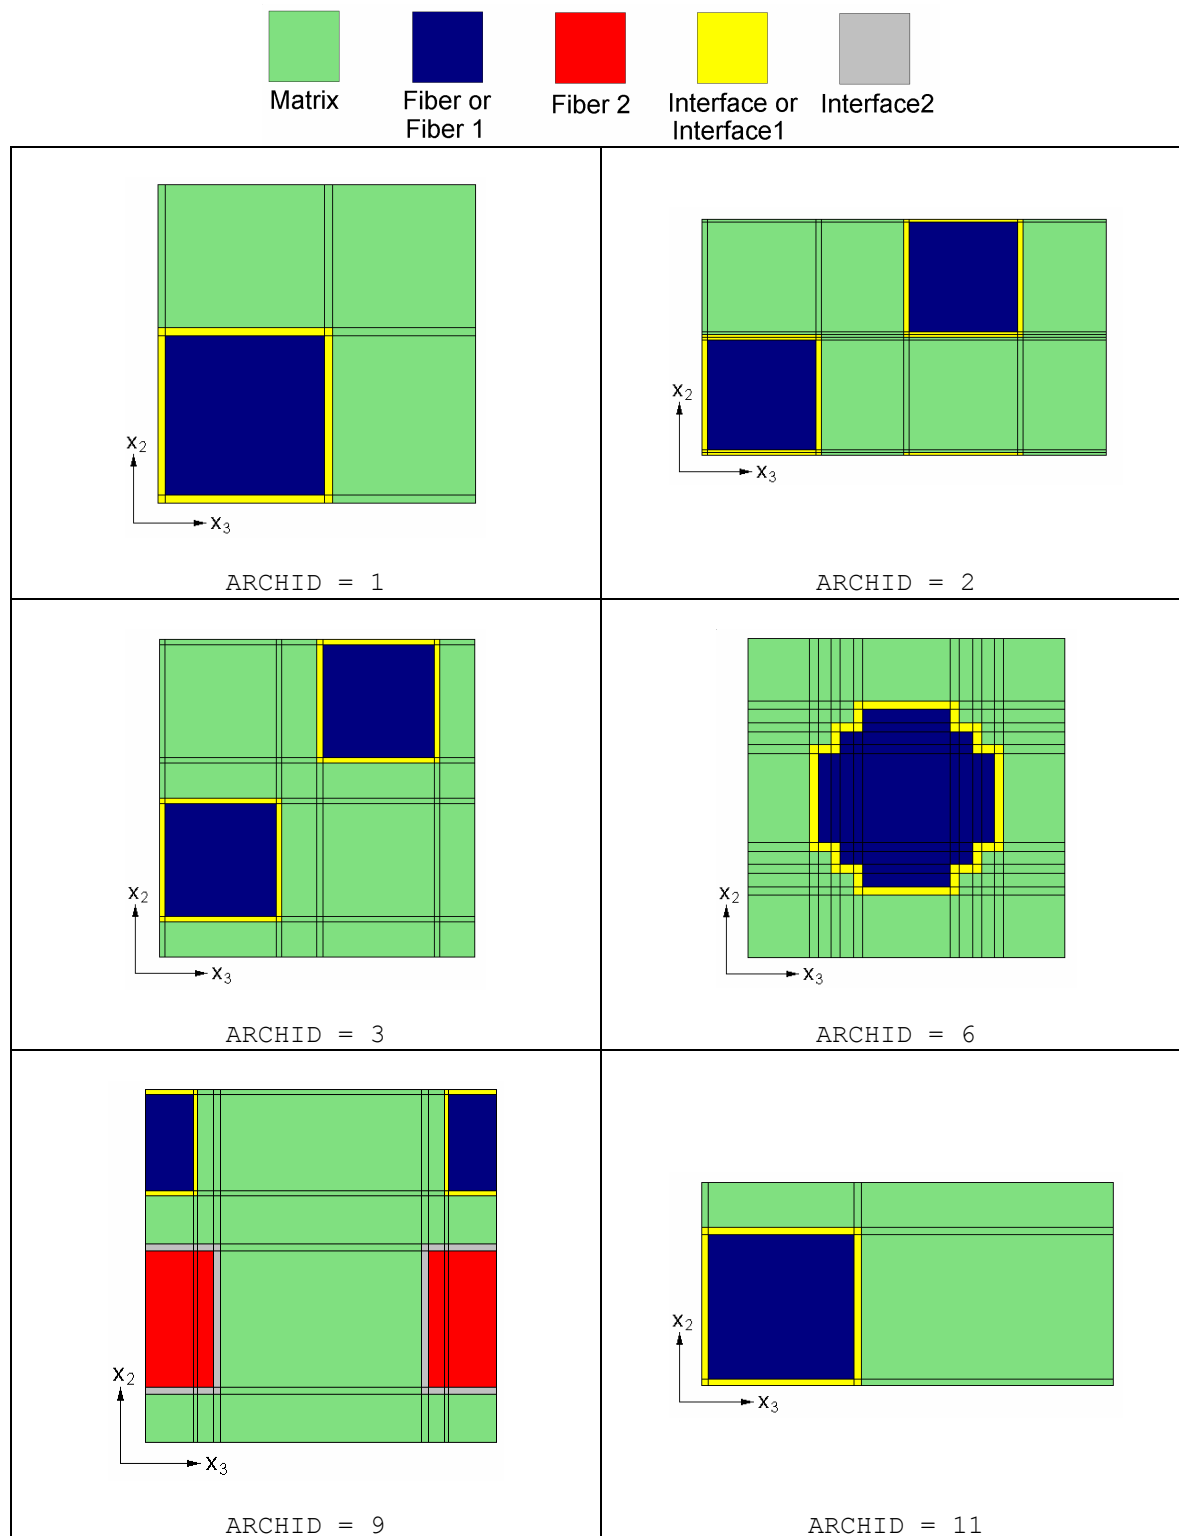 Matrix
Fiber or
Fiber 1
Fiber 2
Interface or
Interface1
Interface2
x2
x3
ARCHID = 1
x2
x3
ARCHID = 2
x2
x3
ARCHID = 3
x2
x3
ARCHID = 6
x2
x3
ARCHID = 9
x2
x3
ARCHID = 11